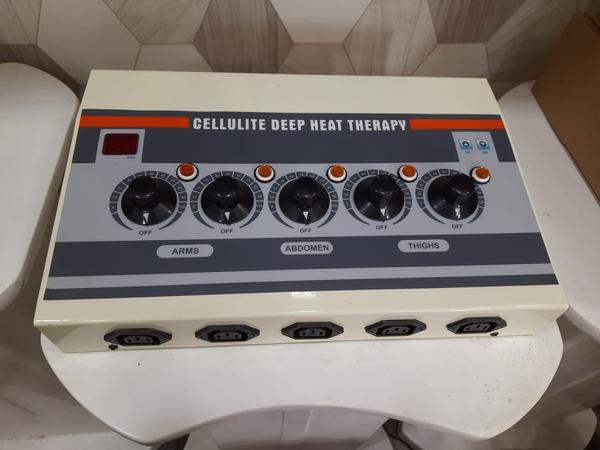 CELLULITE DEEP HEAT THERAPY
OFF
OFF
OFF
OFF
OFF
ARMS
ABDOMEN
THIGHS